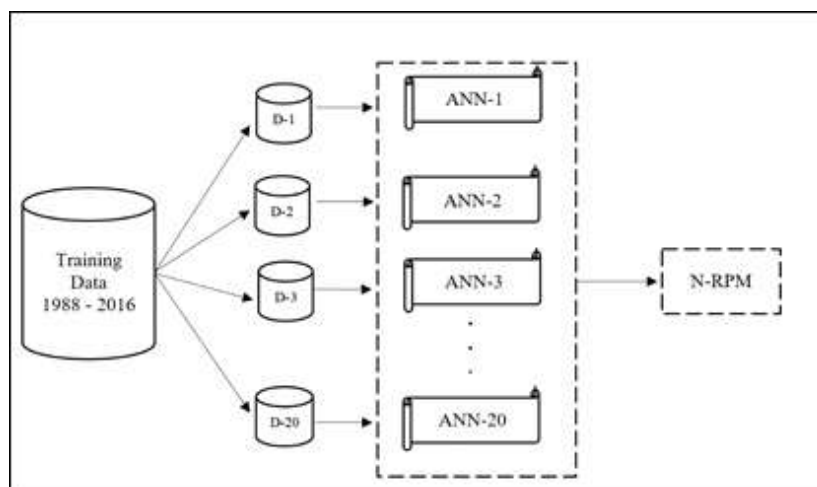 Training
Data
1988 - 2016
D-1
D-2
D-3
D-20
ANN-1
ANN-2
ANN-3
ANN-20
N-RPM